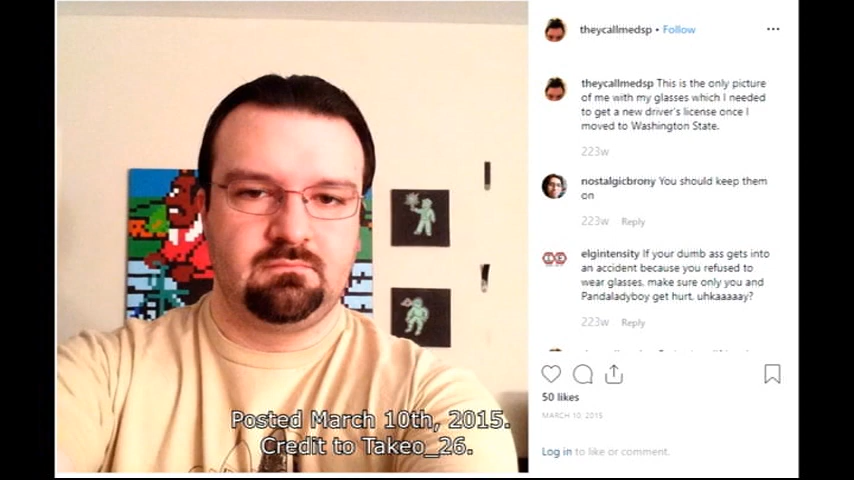 theycallmedsp • Follow
theycallmedsp This is the only picture
of me with my glasses which I needed
to get a new driver's license once I
moved to Washington State.
223w
nostalgicbrony You should keep them
on
223w Reply
elgintensity If your dumb ass gets into
an accident because you refused to
wear glasses. make sure only you and
Pandaladyboy get hurt. uhkaaaaay?
223w Reply
50 likes
MARCH 10, 2015
Log in to like or comment.
Posted March 10th, 2015.
Credit to Takeo_26.